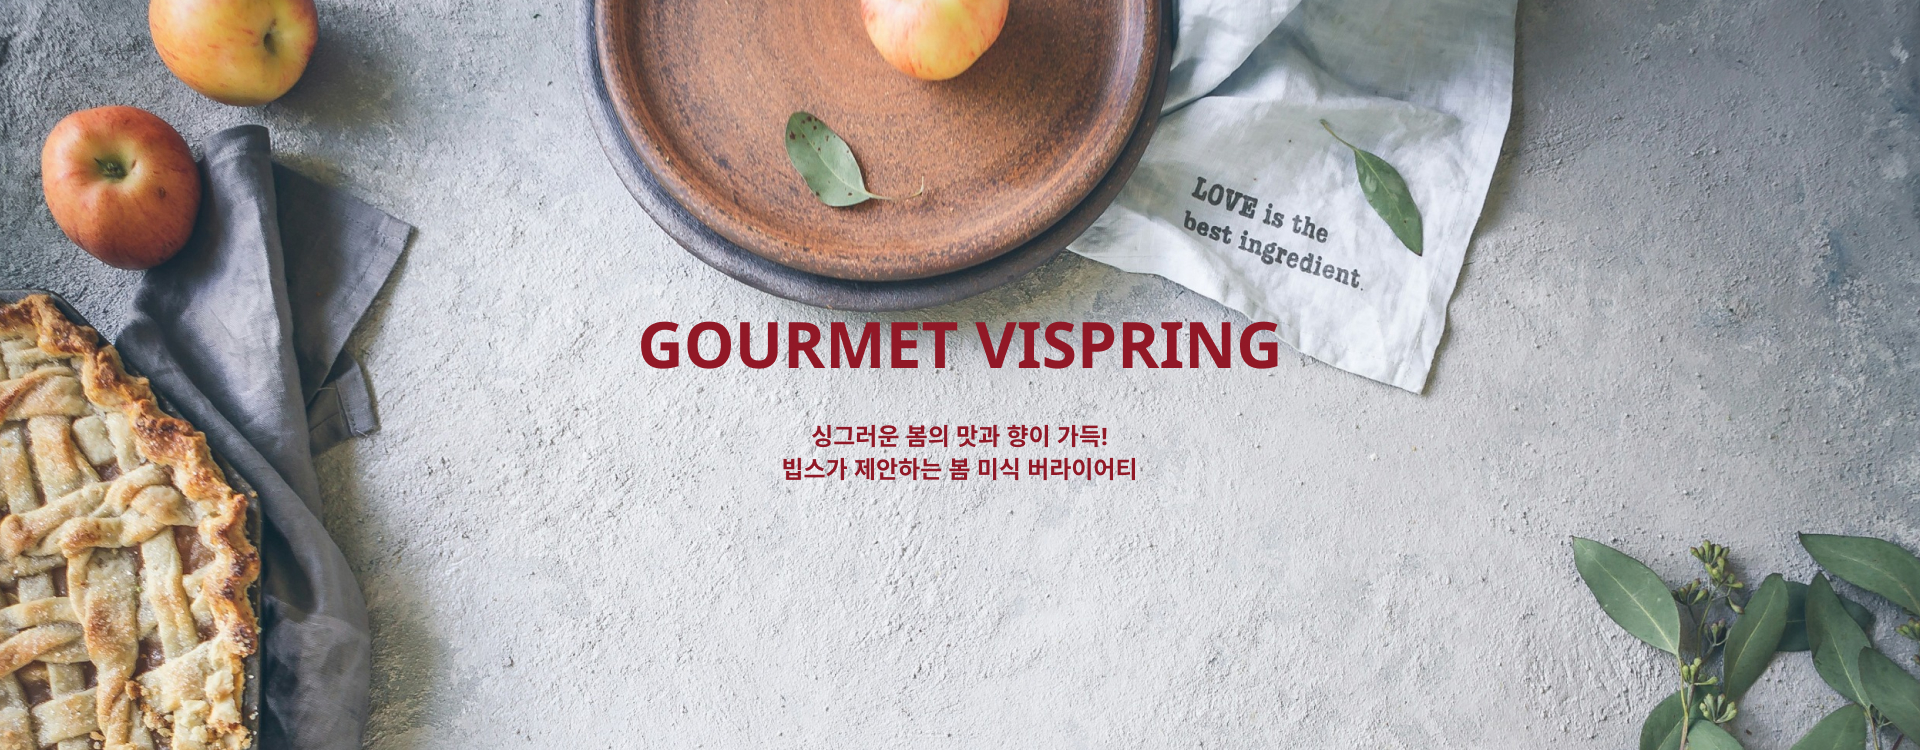 LOVE is the
best ingredient.
GOURMET VISPRING
싱그러운 봄의 맛과 향이 가득!
빕스가 제안하는 봄 미식 버라이어티